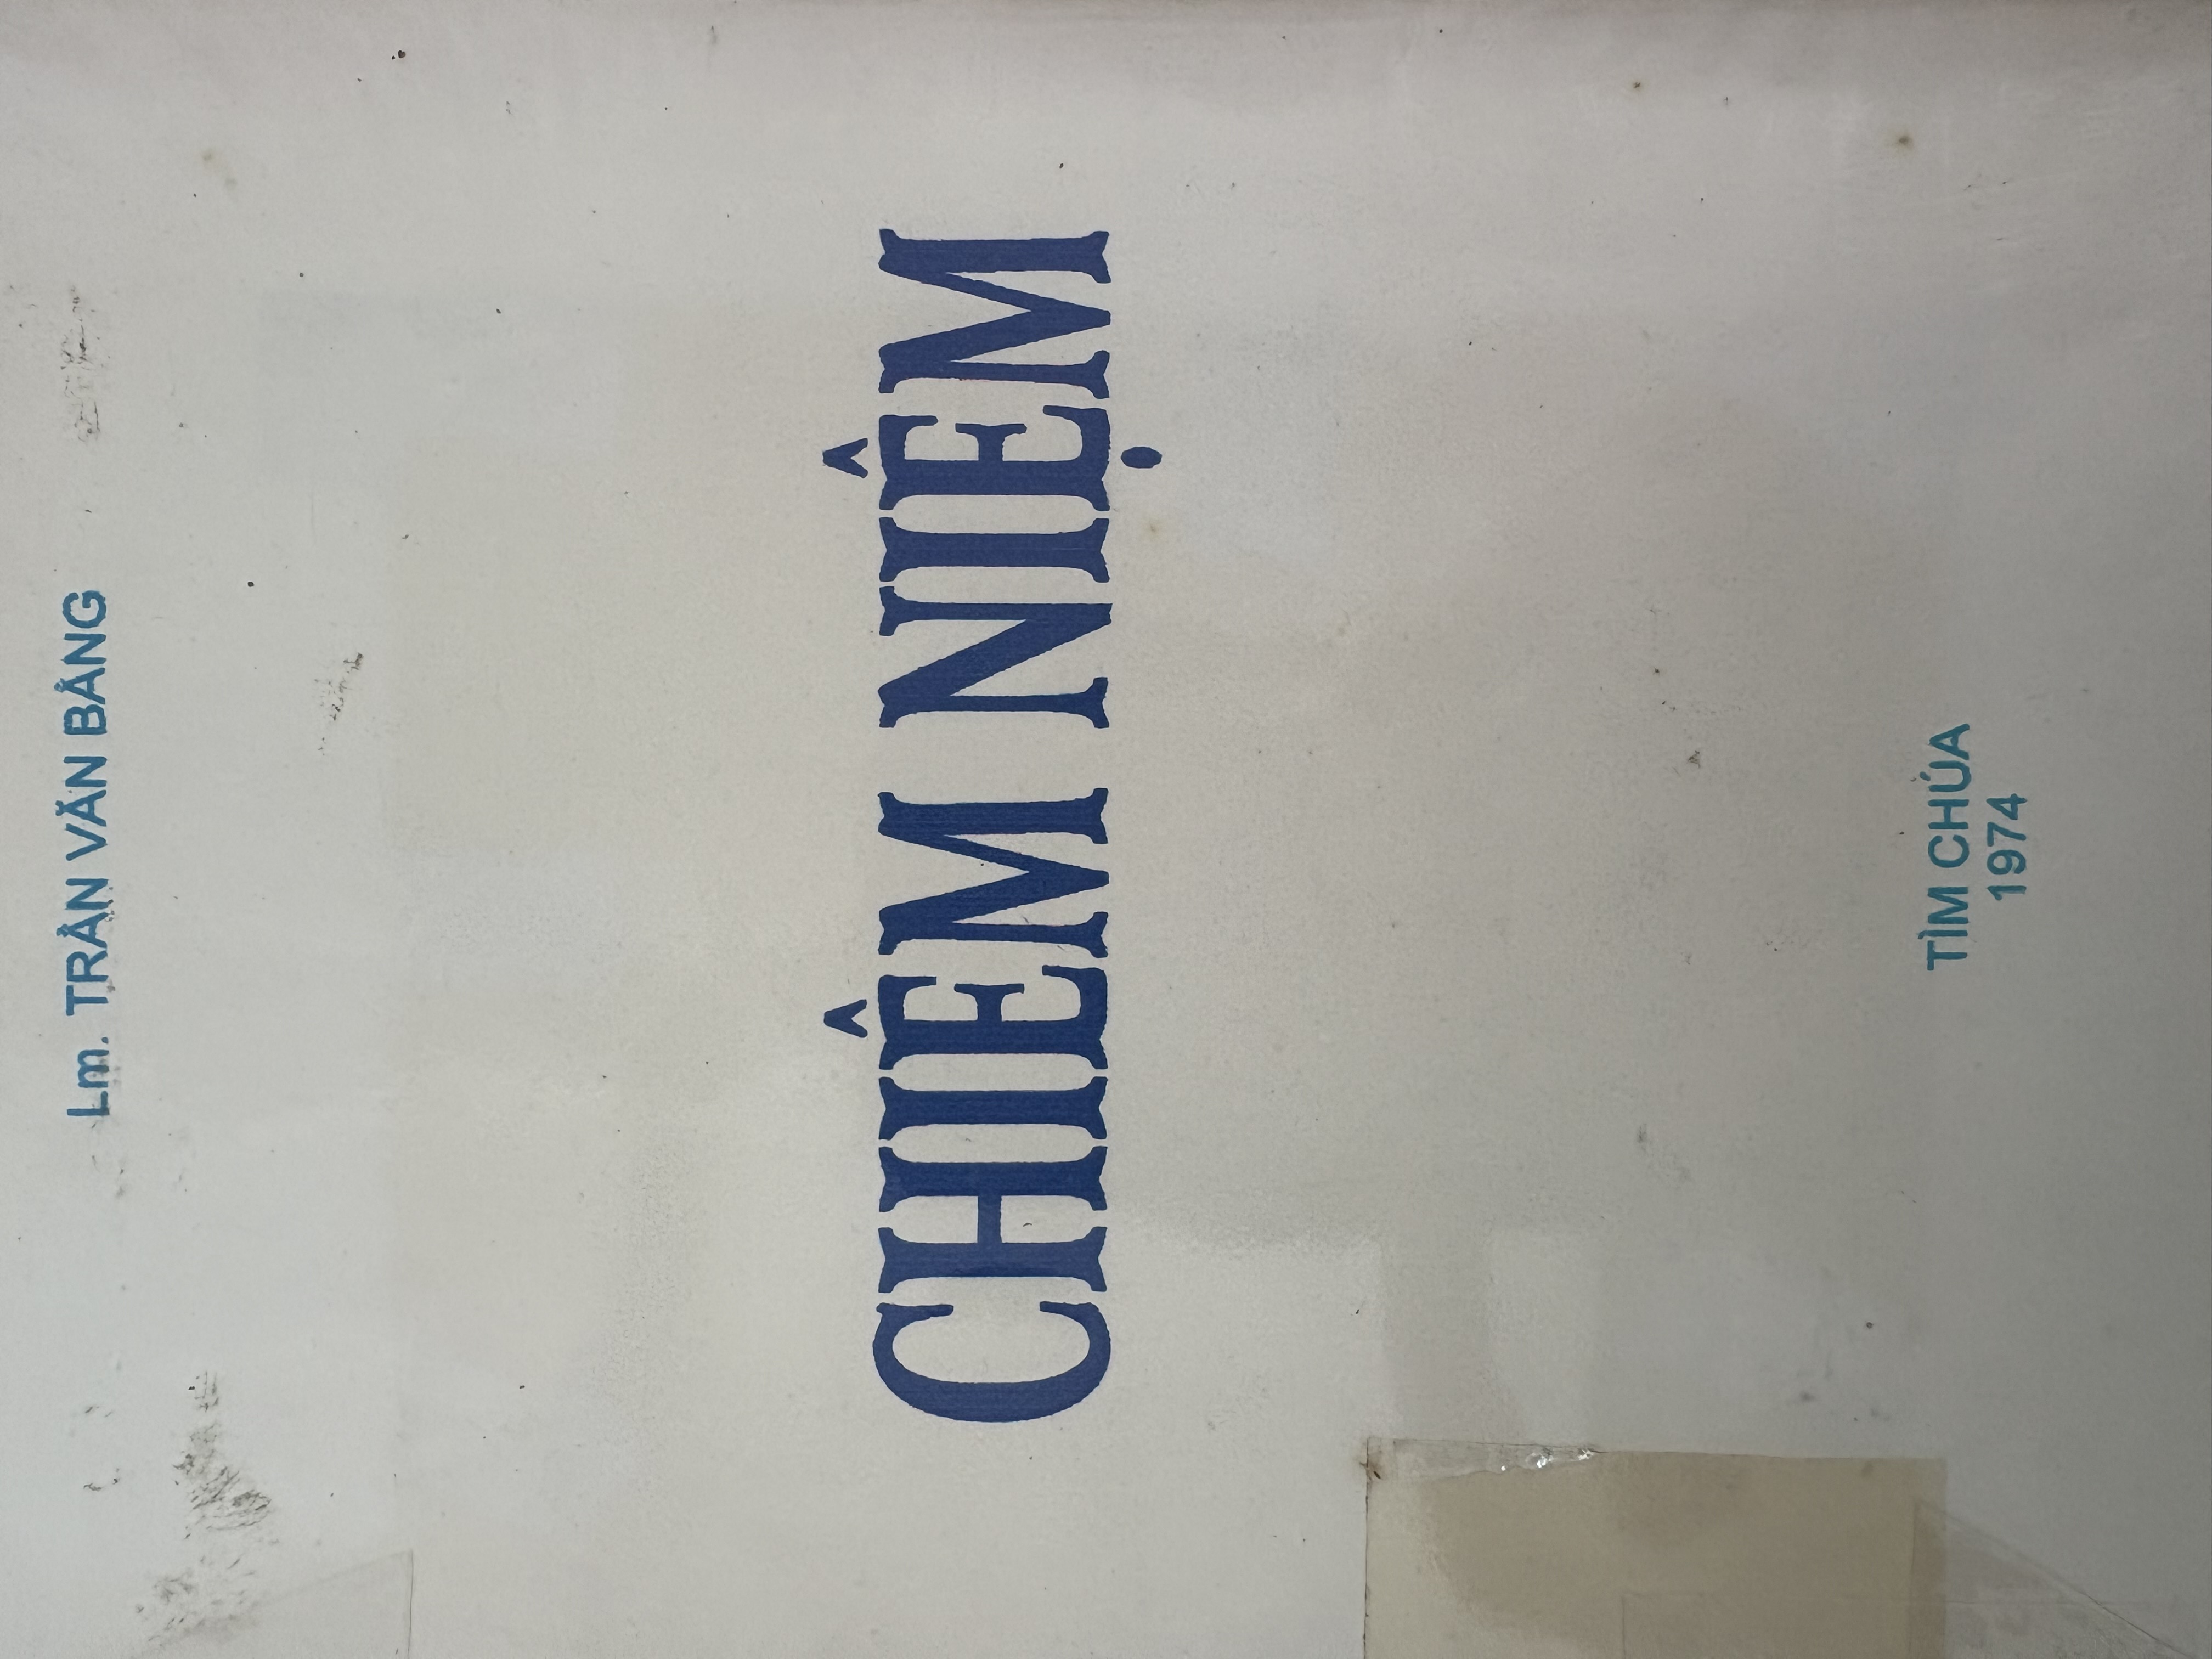 Lm. TRẦN VĂN BẰNG
CHIÊM NIỆM
TÌM CHÚA
1974